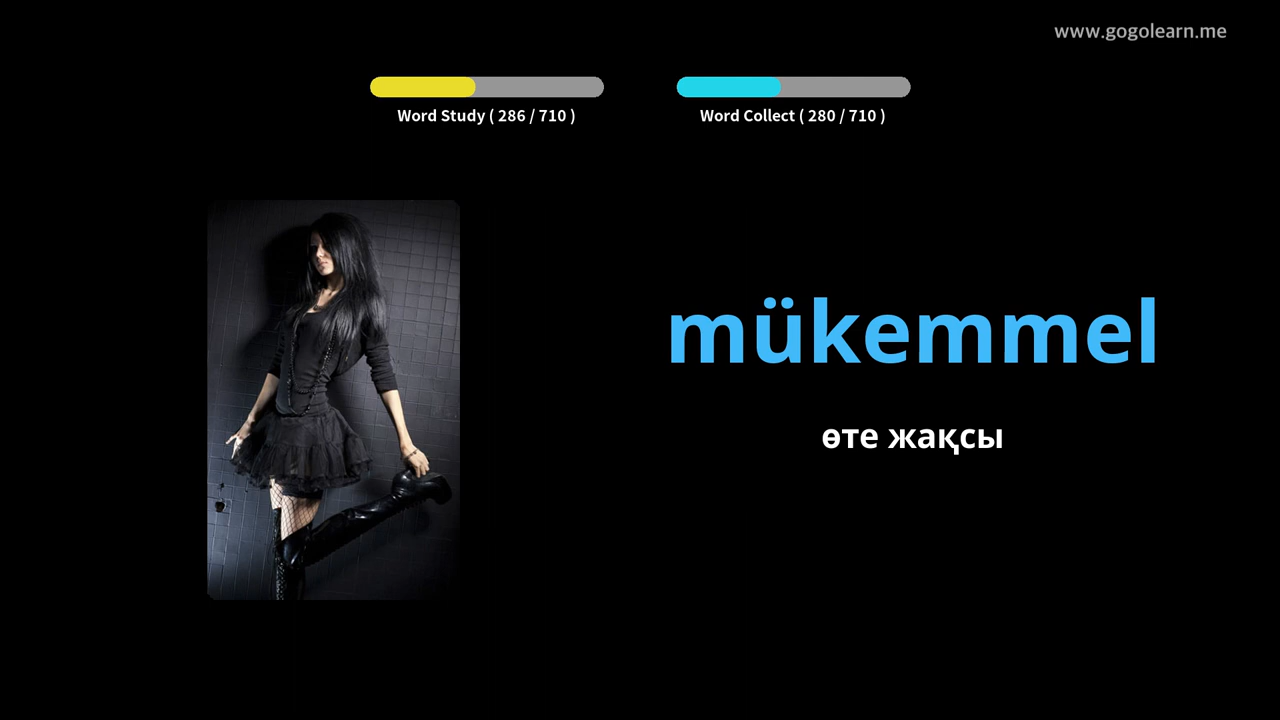 www.gogolearn.me
Word Study ( 286 / 710 )
Word Collect ( 280 / 710 )
mükemmel
өте жақсы